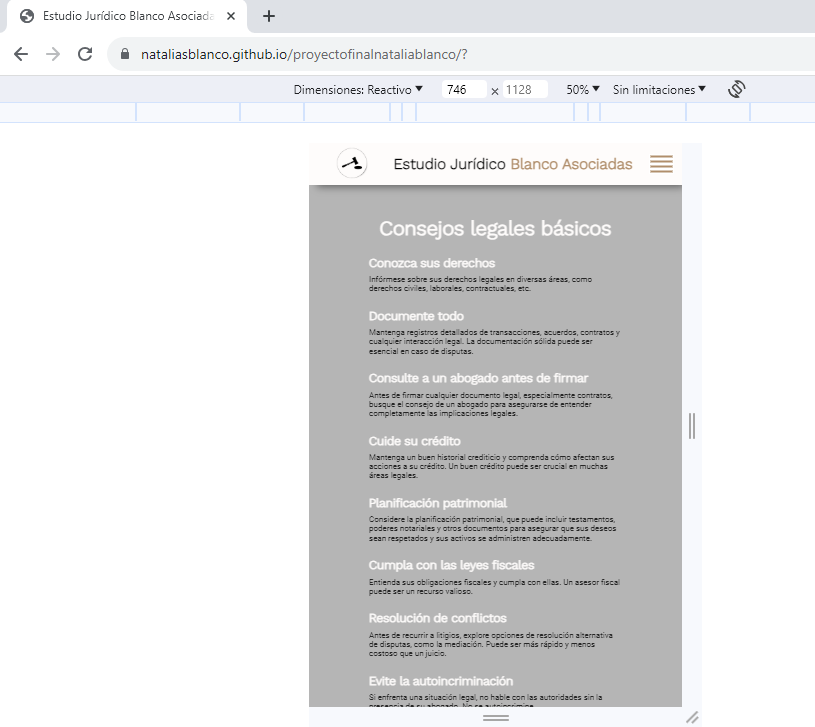 Estudio Jurídico Blanco Asociada
nataliasblanco.github.io/proyectofinalnataliablanco/?
Dimensiones: Reactivo 746 x 1128 50% Sin limitaciones
Estudio Jurídico Blanco Asociadas
Consejos legales básicos
Conozca sus derechos
Infórmese sobre sus derechos legales en diversas áreas, como
derechos civiles, laborales, contractuales, etc.
Documente todo
Mantenga registros detallados de transacciones, acuerdos, contratos y
cualquier interacción legal. La documentación sólida puede ser
esencial en caso de disputas.
Consulte a un abogado antes de firmar
Antes de firmar cualquier documento legal, especialmente contratos,
busque el consejo de un abogado para asegurarse de entender
completamente las implicaciones legales.
Cuide su crédito
Mantenga un buen historial crediticio y comprenda cómo afectan sus
acciones a su crédito. Un buen crédito puede ser crucial en muchas
áreas legales.
Planificación patrimonial
Considere la planificación patrimonial, que puede incluir testamentos,
poderes notariales y otros documentos para asegurar que sus deseos
sean respetados y sus activos se administren adecuadamente.
Cumpla con las leyes fiscales
Entienda sus obligaciones fiscales y cumpla con ellas. Un asesor fiscal
puede ser un recurso valioso.
Resolución de conflictos
Antes de recurrir a litigios, explore opciones de resolución alternativa
de disputas, como la mediación. Puede ser más rápido y menos
costoso que un juicio.
Evite la autoincriminación
Si enfrenta una situación legal, no hable con las autoridades sin la
presencia de su abogado. No se autoincrimine.